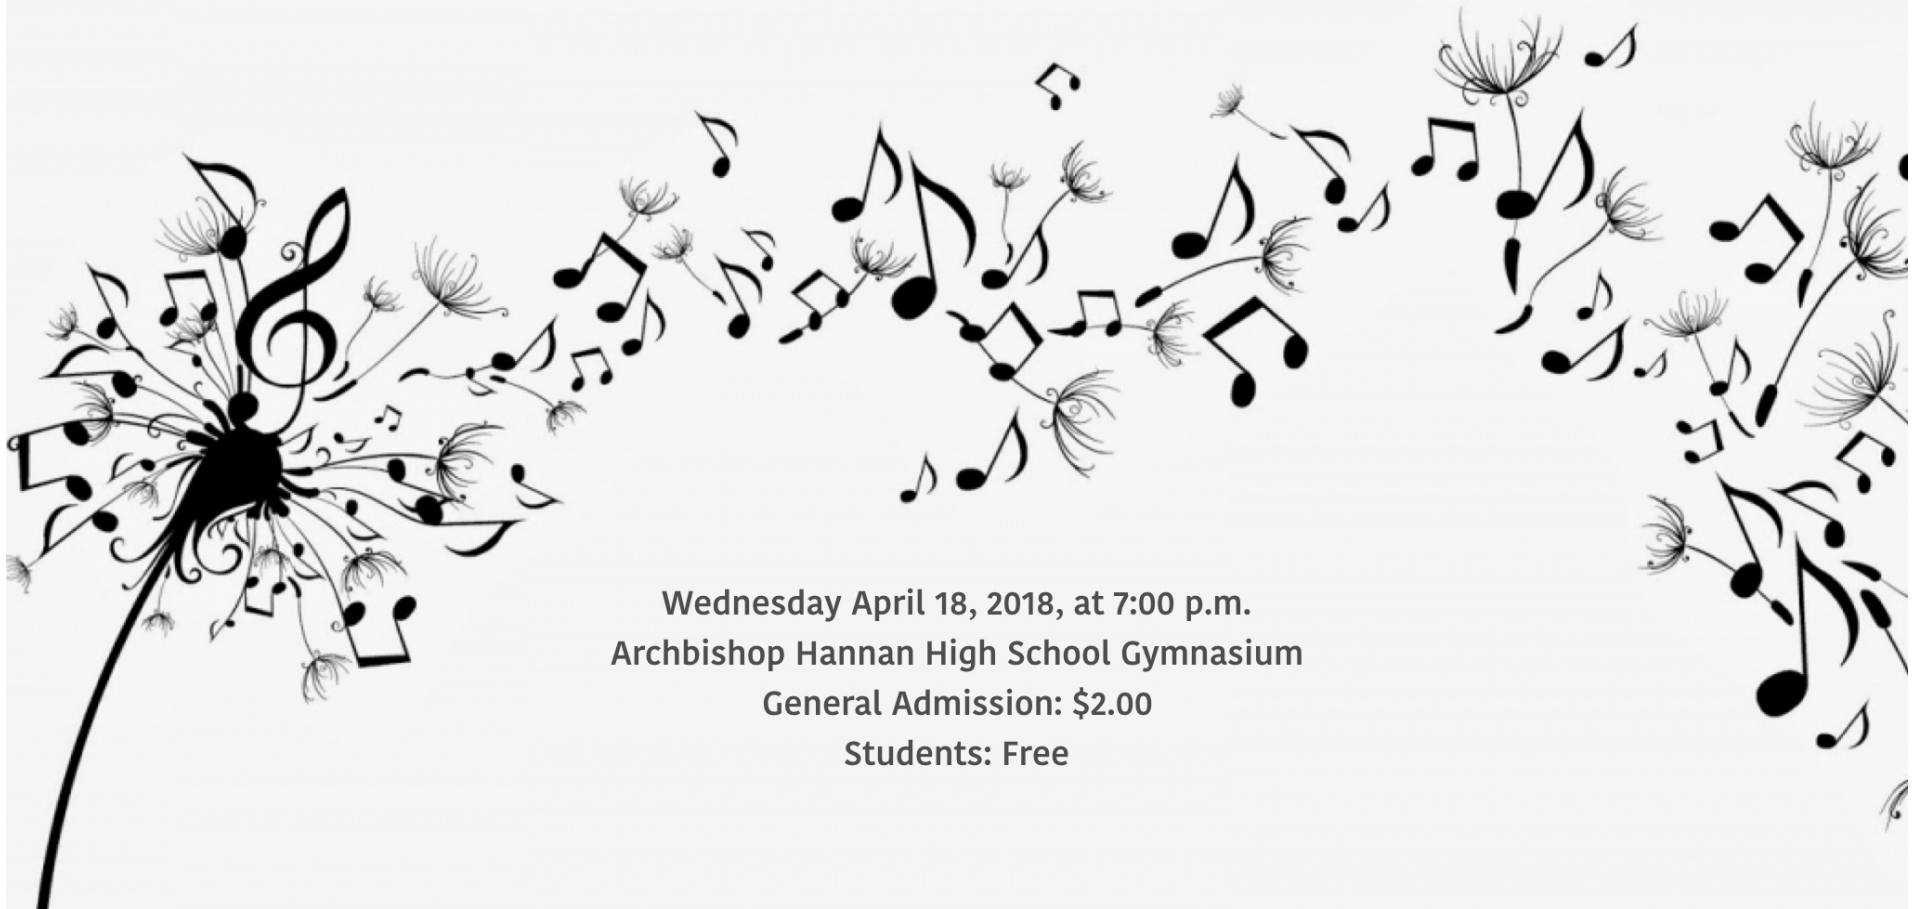 Wednesday April 18, 2018, at 7:00 p.m.
Archbishop Hannan High School Gymnasium
General Admission: $2.00
Students: Free